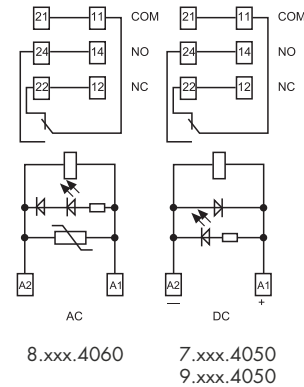 21 11 COM 21 11 COM
24 14 NO 24 14 NO
22 12 NC 22 12 NC
A2 A1 A2 A1
— +
AC DC
8.xxx.4060 7.xxx.4050
9.xxx.4050